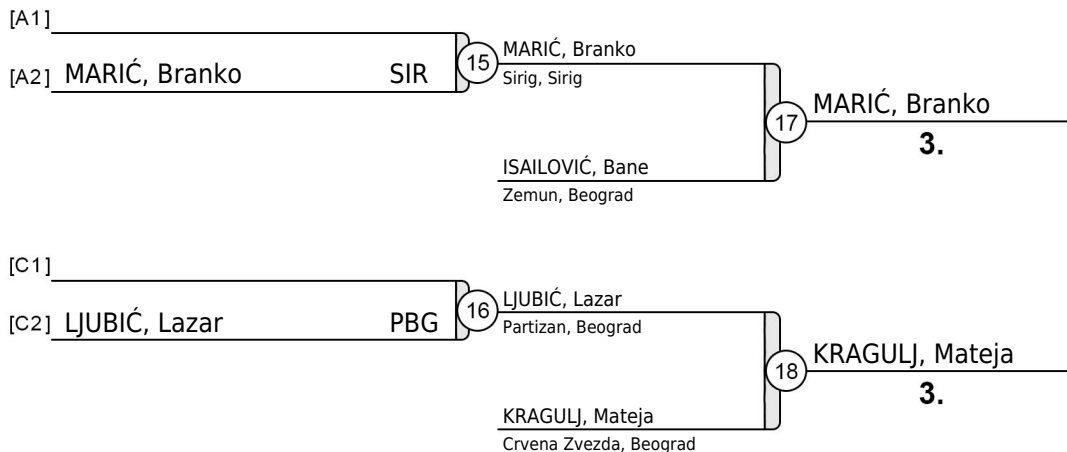 [A1]
[A2] MARIĆ, Branko SIR
15
MARIĆ, Branko
Sirig, Sirig
17
MARIĆ, Branko
3.
ISAILOVIĆ, Bane
Zemun, Beograd
[C1]
[C2] LJUBIĆ, Lazar PBG
16
LJUBIĆ, Lazar
Partizan, Beograd
18
KRAGULJ, Mateja
3.
KRAGULJ, Mateja
Crvena Zvezda, Beograd